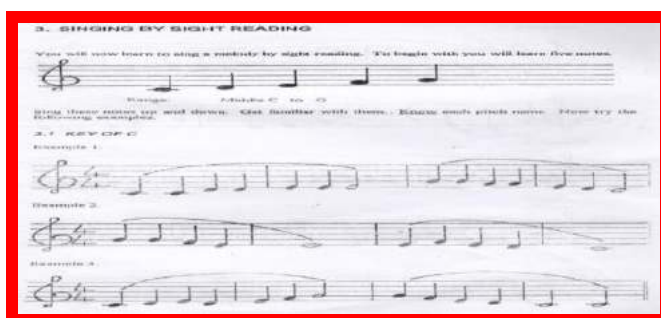 3. SINGING BY SIGHT READING
You will now learn to sing a melody by sight reading. To begin with you will learn five notes.
Range: Middle C to G
Sing these notes up and down. Get familiar with them. Know each pitch name. Now try the
following examples.
3.1 KEY OF C
Example 1.
Example 2.
Example 3.